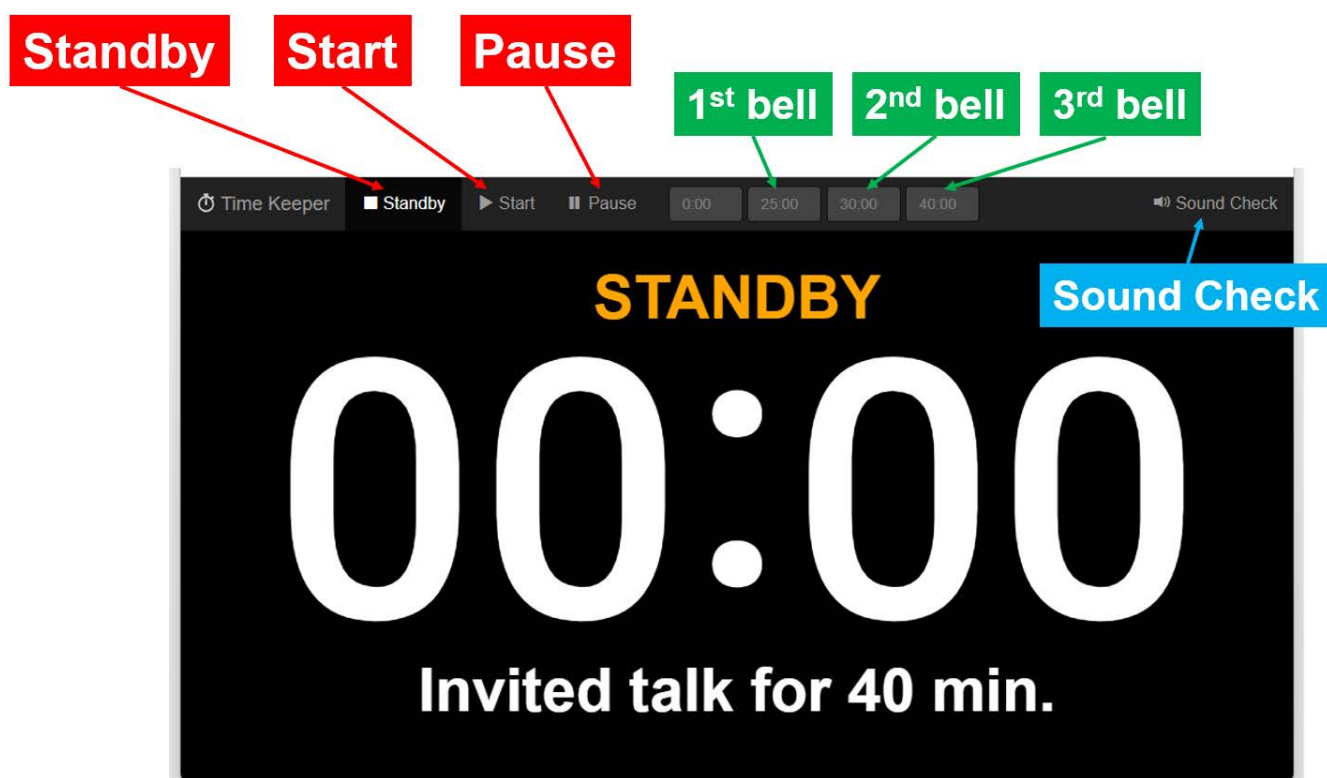 Standby Start Pause
1st bell 2nd bell 3rd bell
Time Keeper Standby Start Pause 0:00 25:00 30:00 40:00 Sound Check
Sound Check
STANDBY
00:00
Invited talk for 40 min.